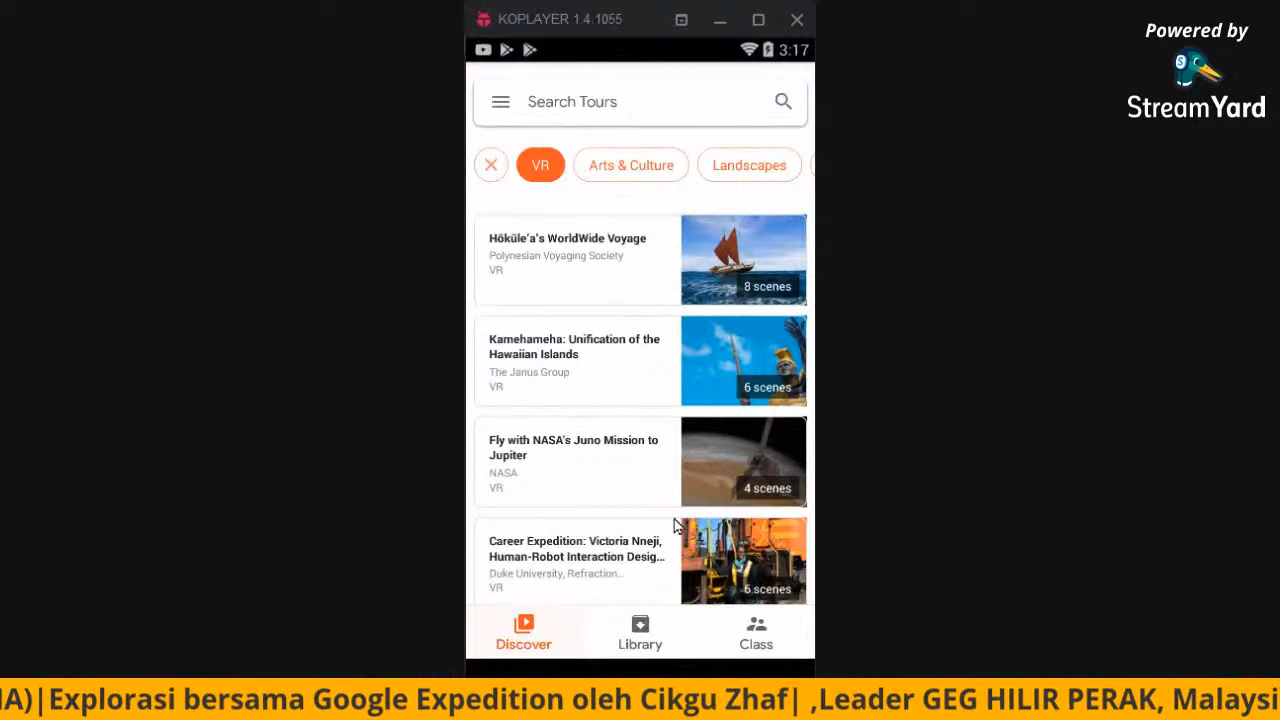 KOPLAYER 1.4.1055
3:17
Powered by
StreamYard
Search Tours
VR
Arts & Culture
Landscapes
Hōkūle‘a’s WorldWide Voyage
Polynesian Voyaging Society
VR
8 scenes
Kamehameha: Unification of the
Hawaiian Islands
The Janus Group
VR
6 scenes
Fly with NASA's Juno Mission to
Jupiter
NASA
VR
4 scenes
Career Expedition: Victoria Nneji,
Human-Robot Interaction Desig...
Duke University, Refraction...
VR
6 scenes
Discover
Library
Class
IA)|Explorasi bersama Google Expedition oleh Cikgu Zhaf| ,Leader GEG HILIR PERAK, Malaysi